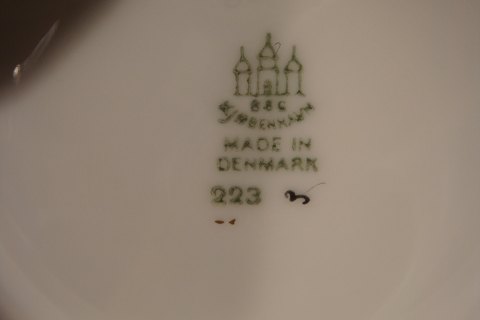 B&G
KJØBENHAVN
MADE IN
DENMARK
223